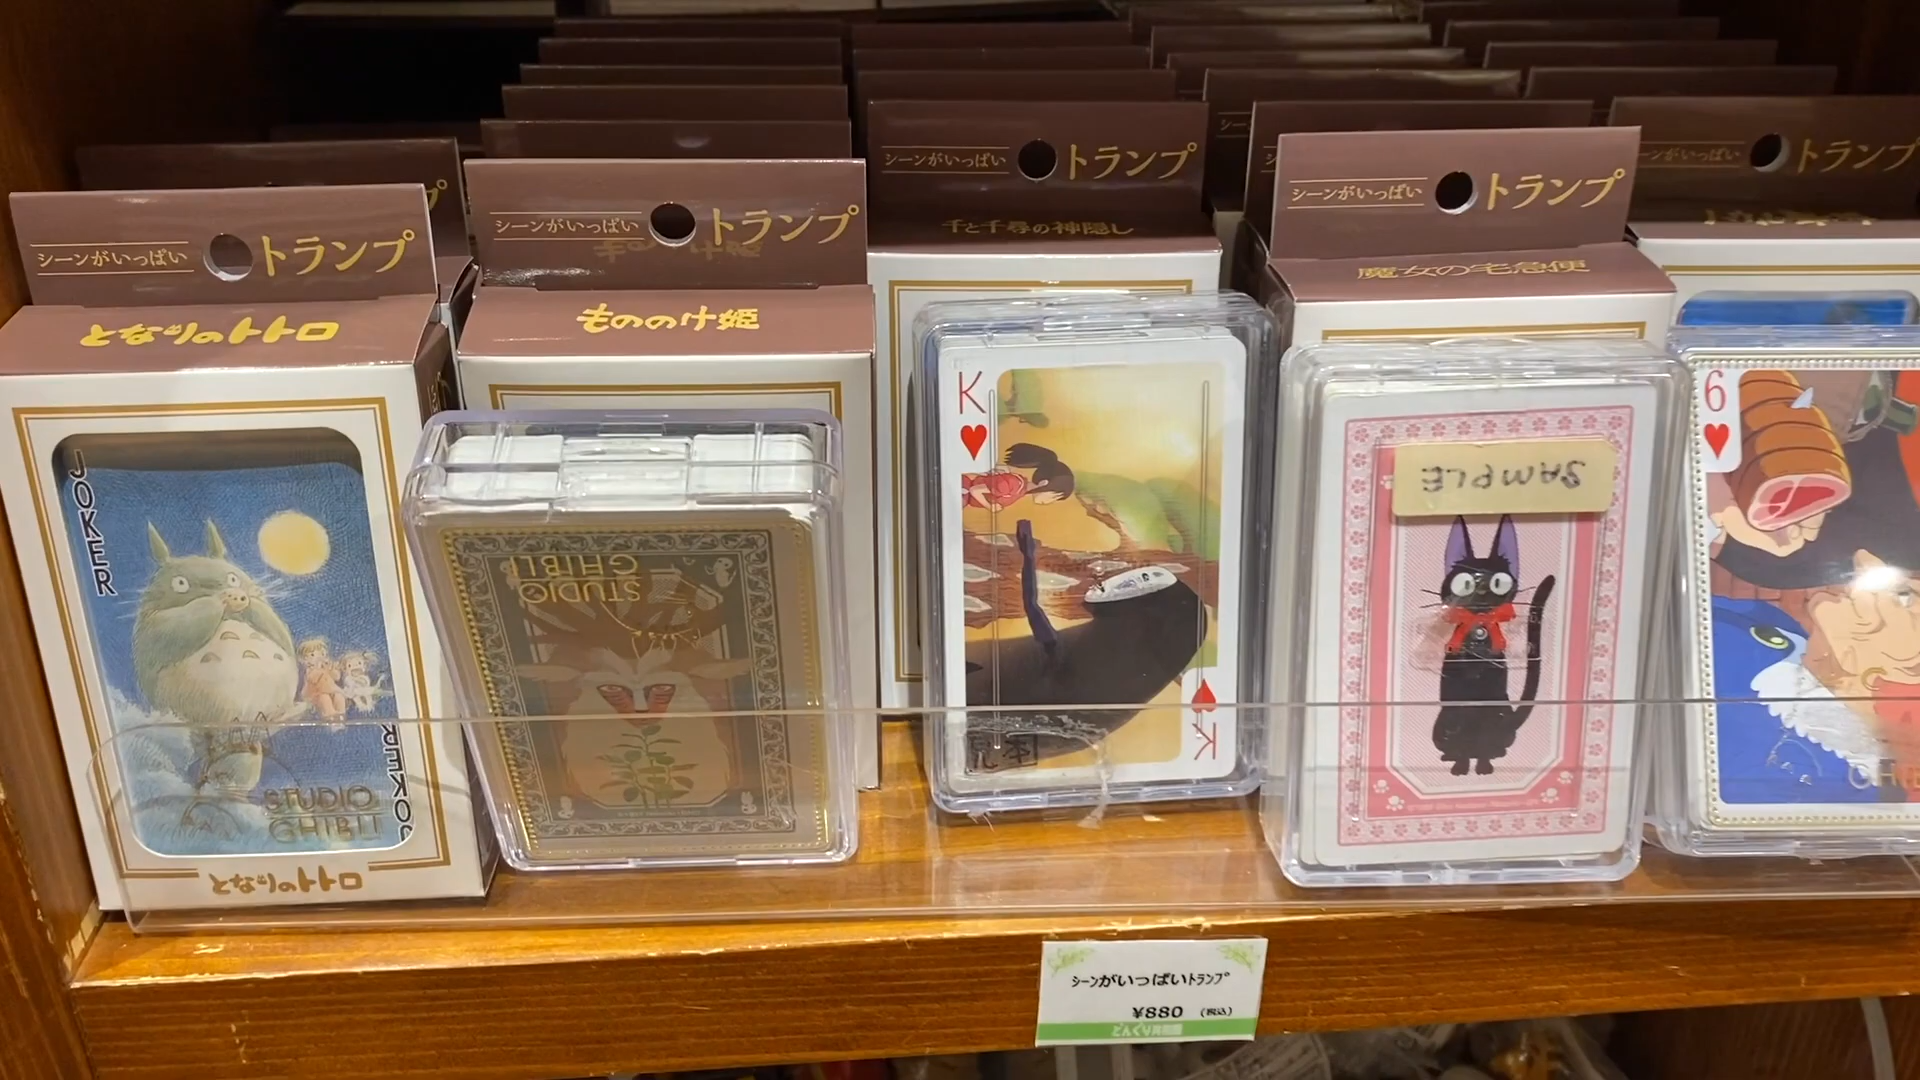 シーンがいっぱい トランプ
となりのトトロ
JOKER
JOKER
STUDIO
GHIBLI
となりのトトロ
シーンがいっぱい トランプ
もののけ姫
STUDIO
GHIBLI
シーンがいっぱい トランプ
千と千尋の神隠し
K
K
シーンがいっぱい トランプ
魔女の宅急便
SAMPLE
シーンがいっぱい トランプ
6
シーンがいっぱいトランプ
¥880 (税込)
どんぐり共和国